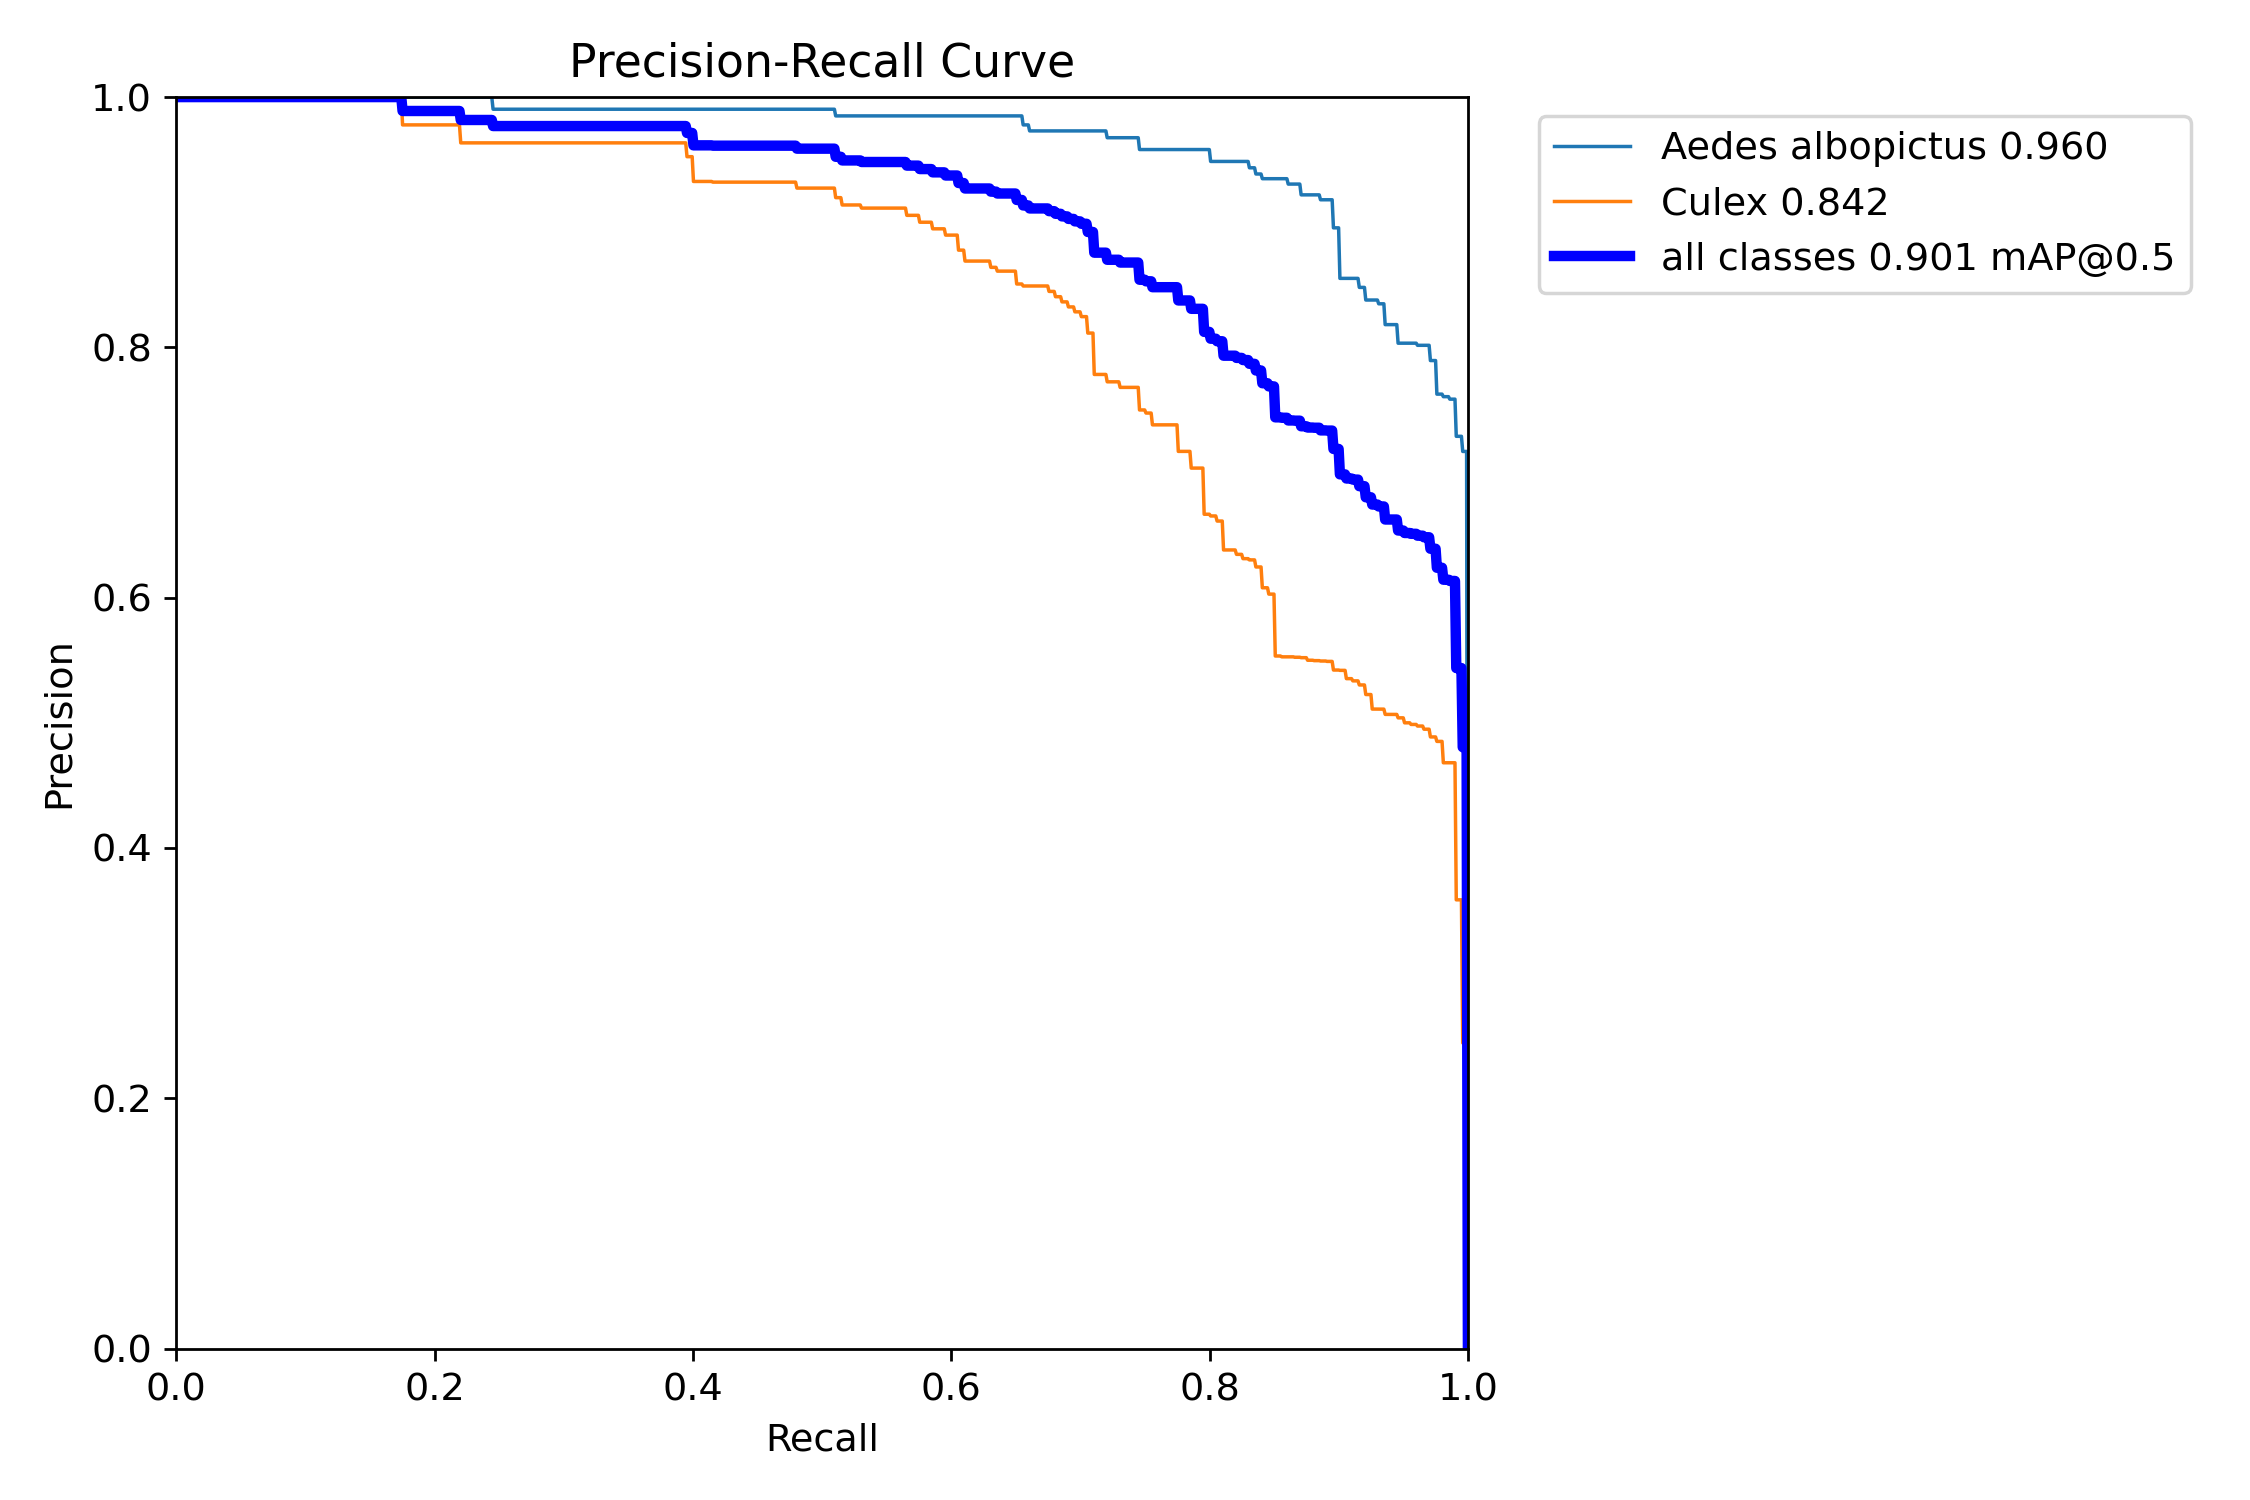 Precision-Recall Curve
Aedes albopictus 0.960
Culex 0.842
all classes 0.901 mAP@0.5
1.0
0.8
0.6
0.4
0.2
0.0
Precision
0.0 0.2 0.4 0.6 0.8 1.0
Recall